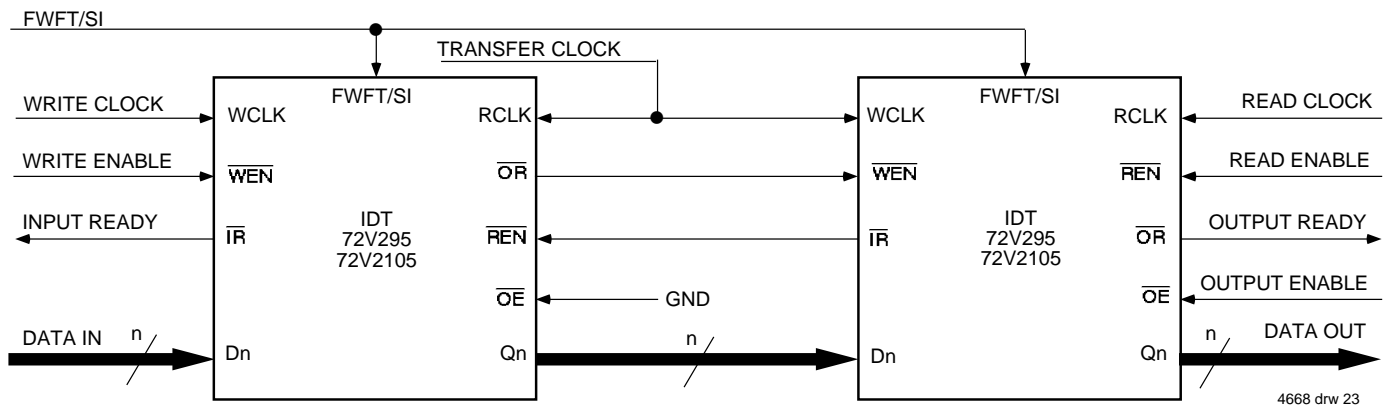 FWFT/SI
TRANSFER CLOCK
FWFT/SI
FWFT/SI
WRITE CLOCK
WCLK
RCLK
WCLK
RCLK
READ CLOCK
WRITE ENABLE
WEN
OR
WEN
REN
READ ENABLE
INPUT READY
IR
IDT
72V295
72V2105
REN
IR
IDT
72V295
72V2105
OR
OUTPUT READY
OE
GND
OE
OUTPUT ENABLE
DATA IN
n
Dn
Qn
n
Dn
Qn
n
DATA OUT
4668 drw 23